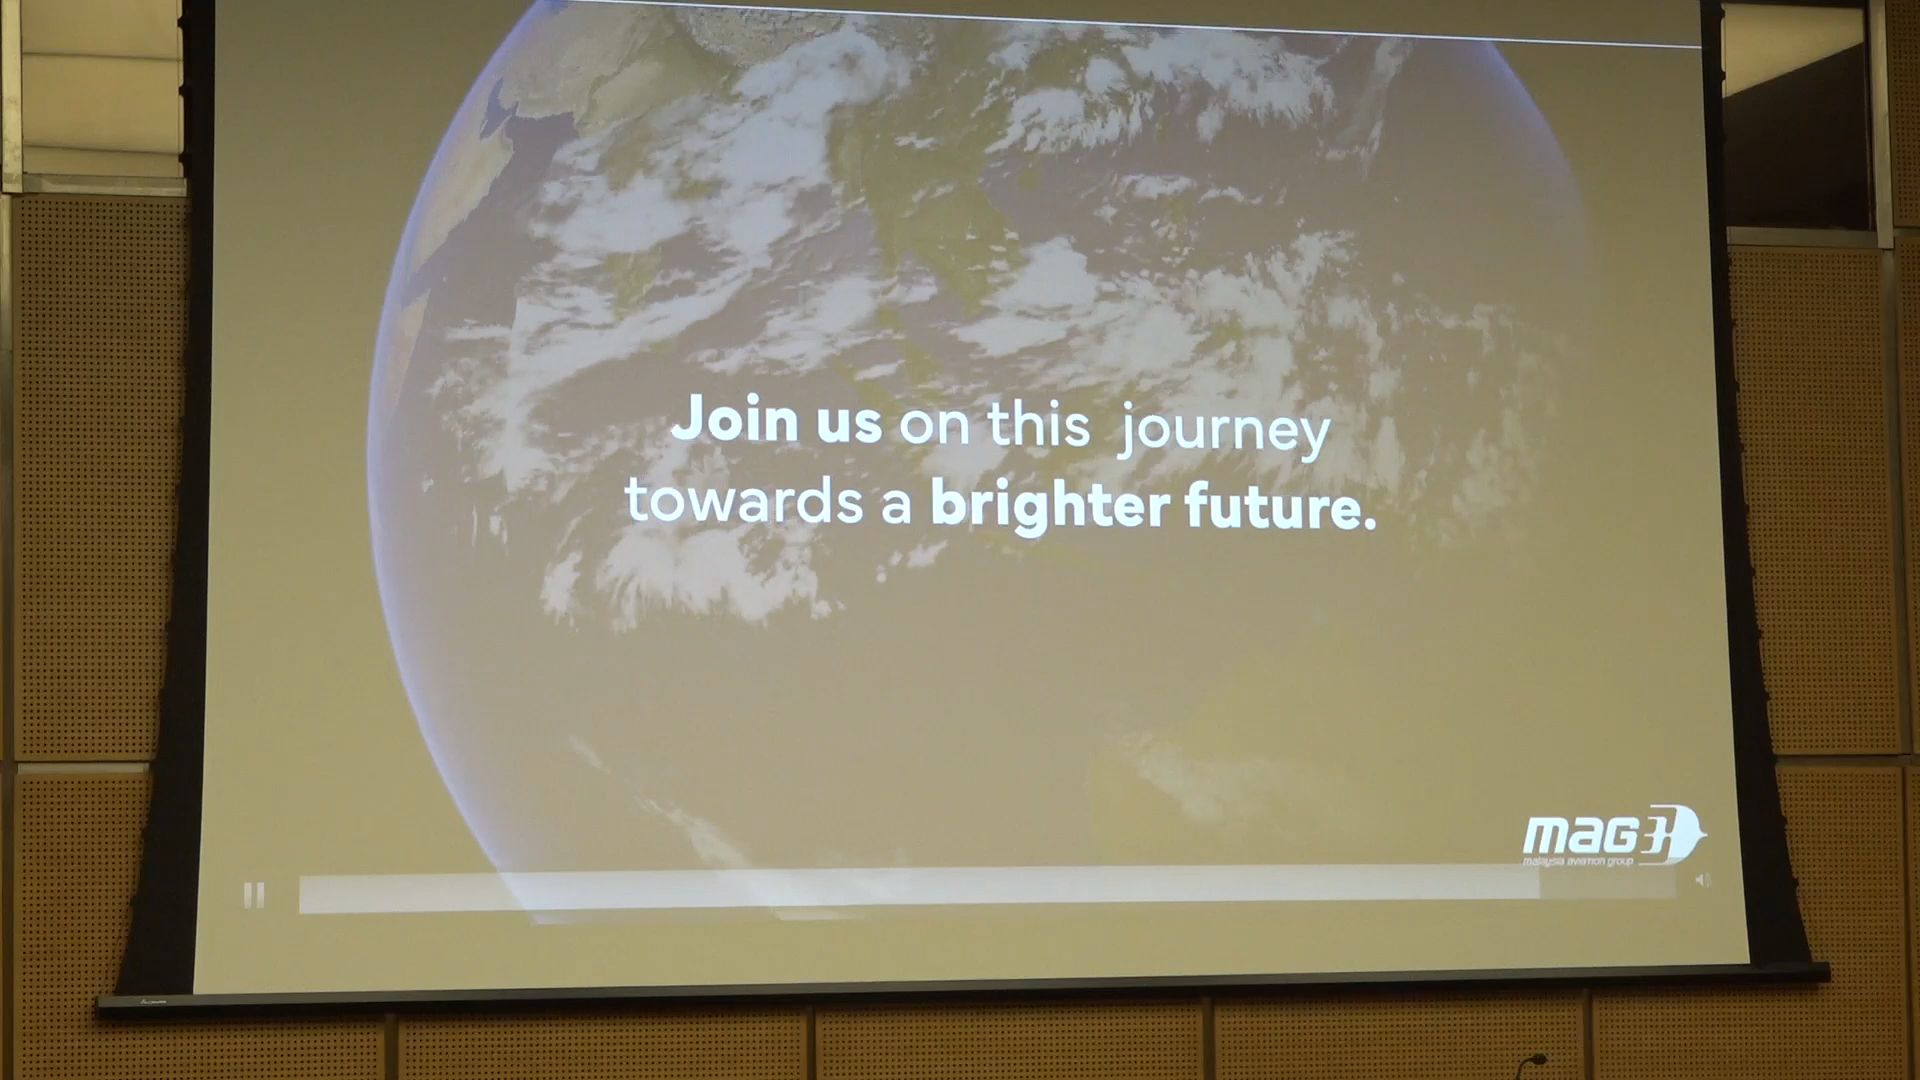 Join us on this journey
towards a brighter future.
mag
malaysia aviation group